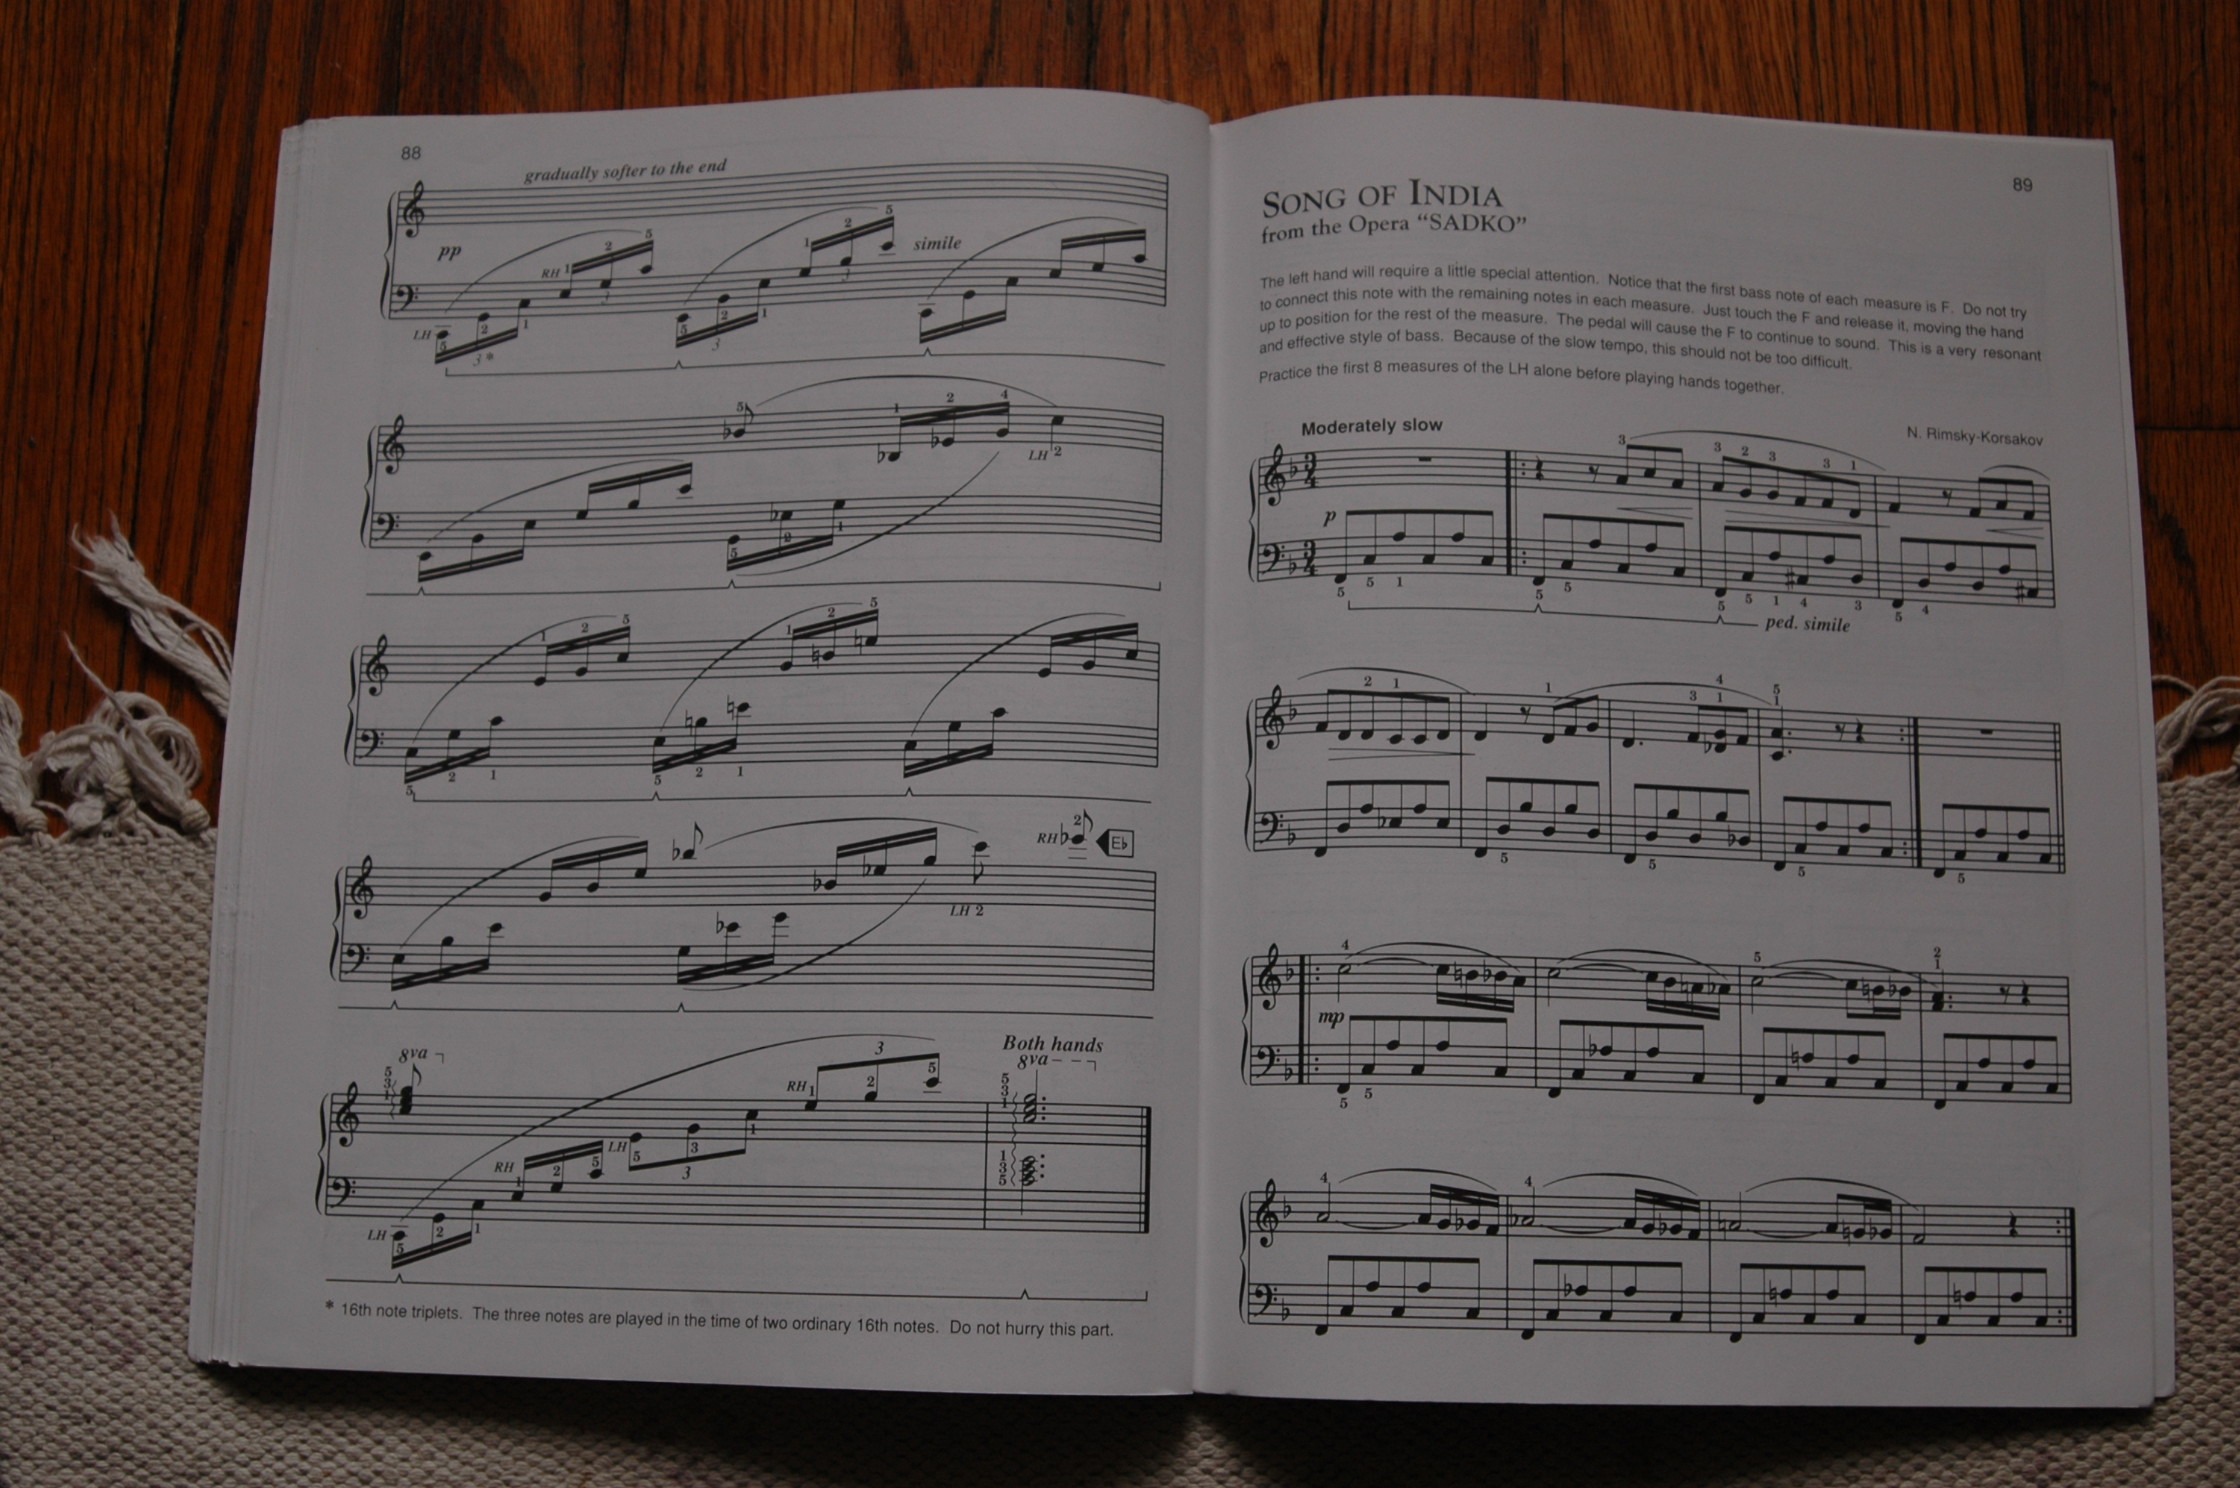 88
gradually softer to the end
pp
RH
simile
LH
3 *
LH 2
RH
E♭
LH 2
8va
Both hands
8va
RH
LH
RH
LH
* 16th note triplets. The three notes are played in the time of two ordinary 16th notes. Do not hurry this part.
89
SONG OF INDIA
from the Opera “SADKO”
The left hand will require a little special attention. Notice that the first bass note of each measure is F. Do not try
to connect this note with the remaining notes in each measure. Just touch the F and release it, moving the hand
up to position for the rest of the measure. The pedal will cause the F to continue to sound. This is a very resonant
and effective style of bass. Because of the slow tempo, this should not be too difficult.
Practice the first 8 measures of the LH alone before playing hands together.
Moderately slow
N. Rimsky-Korsakov
p
ped. simile
mp